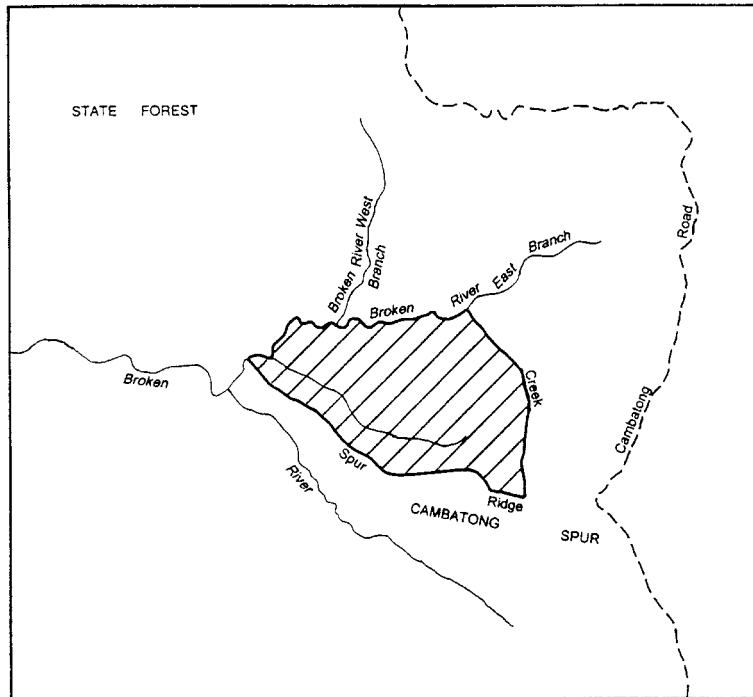 STATE FOREST
Road
Broken River West
Branch
Broken River East Branch
Broken
Creek
Cambatong
Spur
River
Ridge
CAMBATONG SPUR